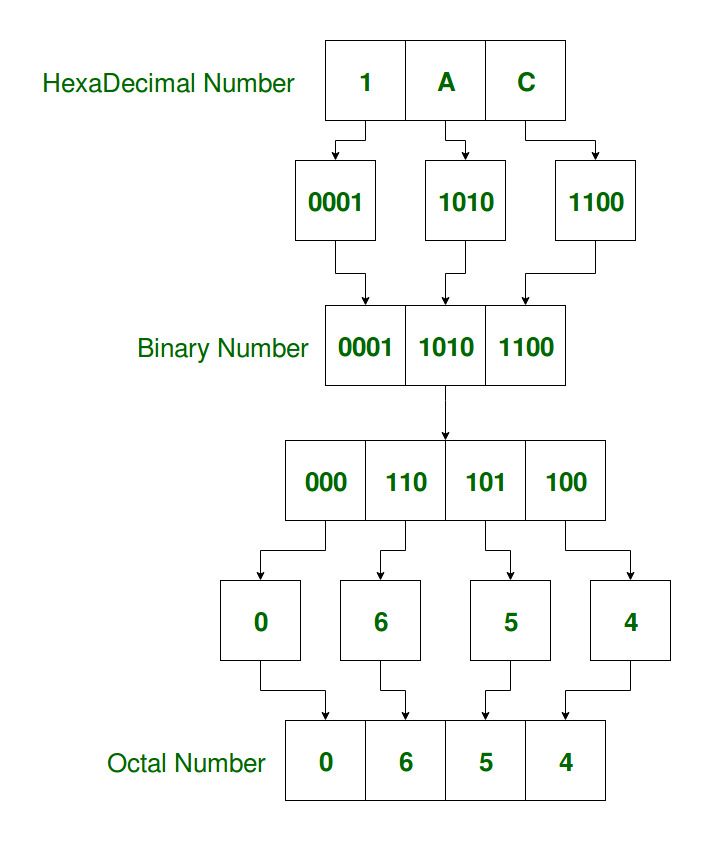 HexaDecimal Number 1 A C
0001 1010 1100
Binary Number 0001 1010 1100
000 110 101 100
0 6 5 4
Octal Number 0 6 5 4